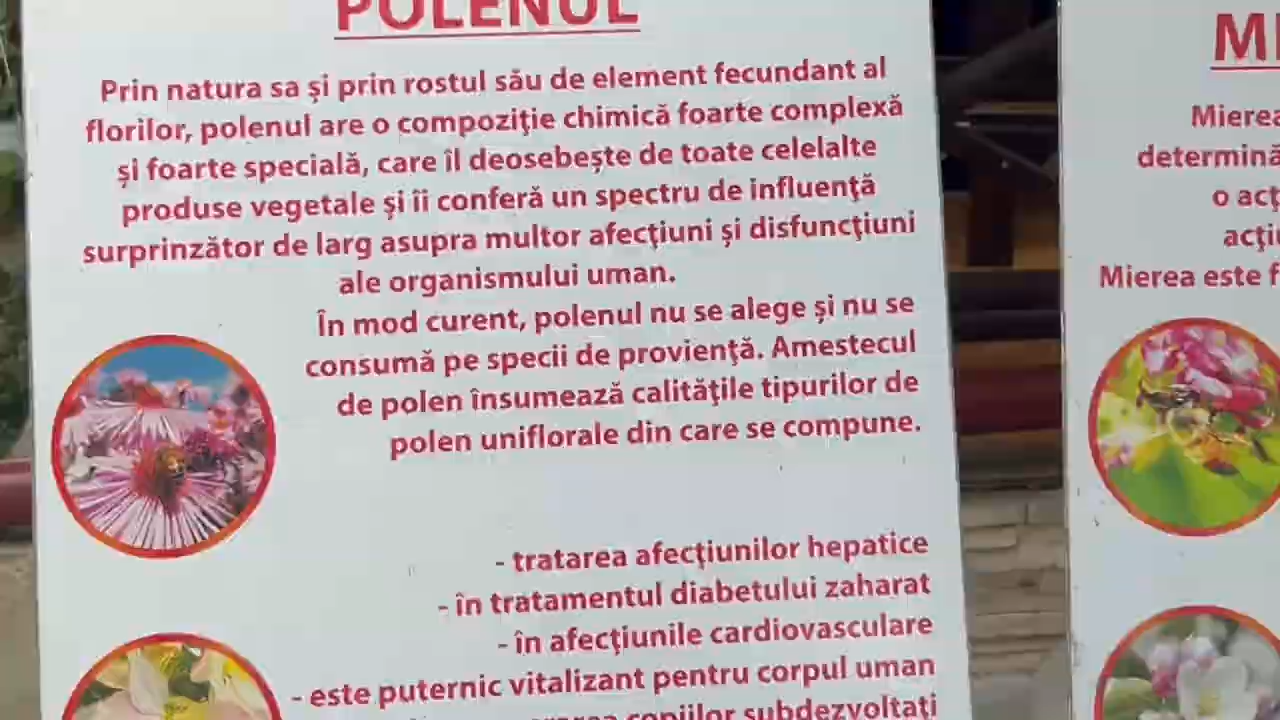 POLENUL
Prin natura sa și prin rostul său de element fecundant al
florilor, polenul are o compoziţie chimică foarte complexă
și foarte specială, care îl deosebește de toate celelalte
produse vegetale și îi conferă un spectru de influenţă
surprinzător de larg asupra multor afecţiuni și disfuncţiuni
ale organismului uman.
În mod curent, polenul nu se alege și nu se
consumă pe specii de provienţă. Amestecul
de polen însumează calităţile tipurilor de
polen uniflorale din care se compune.
- tratarea afecţiunilor hepatice
- în tratamentul diabetului zaharat
- în afecţiunile cardiovasculare
- este puternic vitalizant pentru corpul uman
copiilor subdezvoltaţi
Mierea
determină
Mierea este